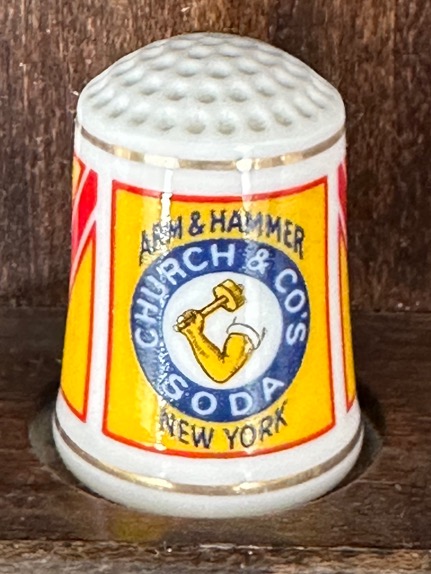 ARM & HAMMER
CHURCH & CO'S
SODA
NEW YORK